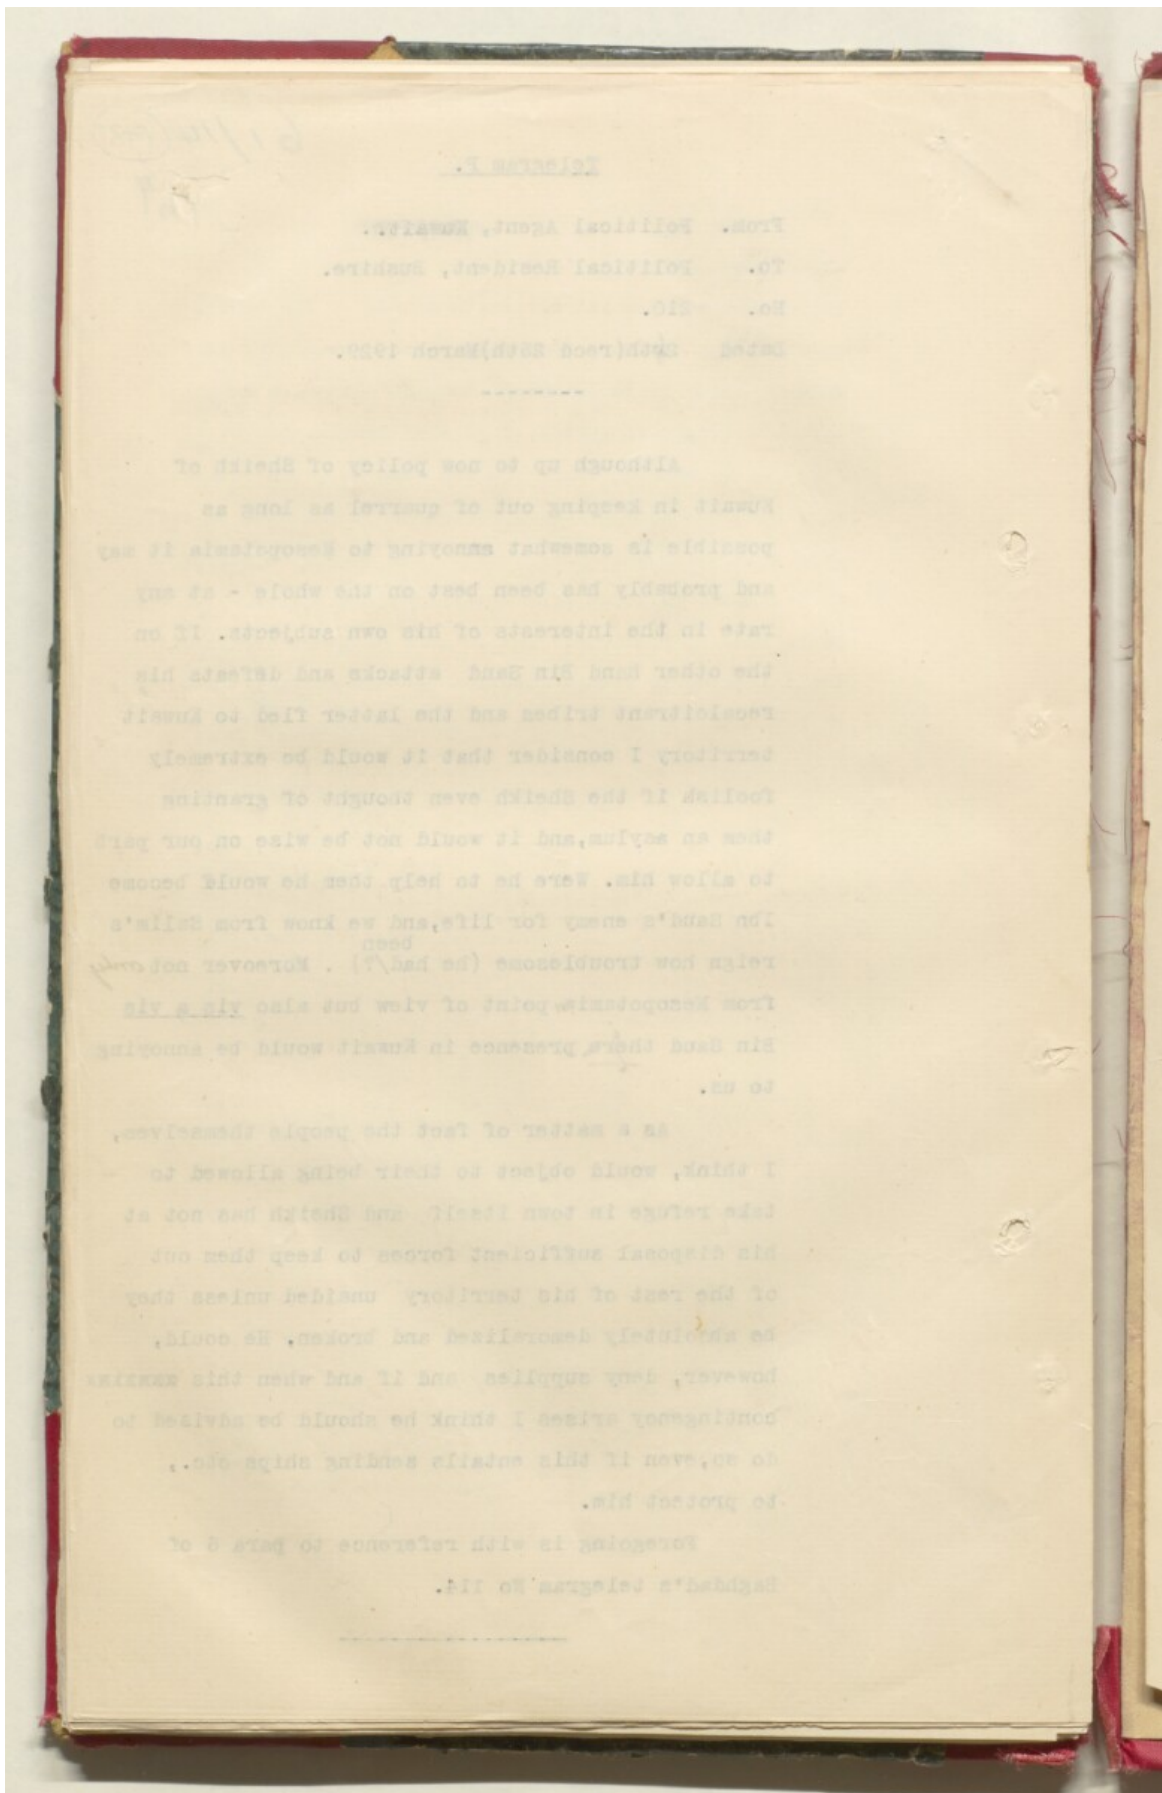 Telegram P.
From. Political Agent, Kuwait.
To. Political Resident, Bushire.
No. 210.
Dated (recd 26th) March 1929.
Although up to now policy of Sheikh of
Kuwait in keeping out of quarrel as long as
possible is somewhat annoying to Mesopotamia it may
and probably has been best on the whole - at any
rate in the interests of his own subjects. If on
the other hand Bin Saud attacks and defeats his
recalcitrant tribes and the latter fled to Kuwait
territory I consider that it would be extremely
foolish if the Sheikh even thought of granting
them an asylum,and it would not be wise on our part
to allow him. Were he to help them he would become
Ibn Saud's enemy for life,and we know from Salim's
been
reign how troublesome (he had/?) . Moreover not only
from Mesopotamia point of view but also vis a vis
Bin Saud there presence in Kuwait would be annoying
to us.
As a matter of fact the people themselves,
I think, would object to their being allowed to
take refuge in town itself and Sheikh has not at
his disposal sufficient forces to keep them out
of the rest of his territory unaided unless they
be absolutely demoralized and broken. He could,
however, deny supplies and if and when this
contingency arises I think he should be advised to
do so,even if this entails sending ships etc.,
to protect him.
Foregoing is with reference to para 6 of
Baghdad's telegram No 114.